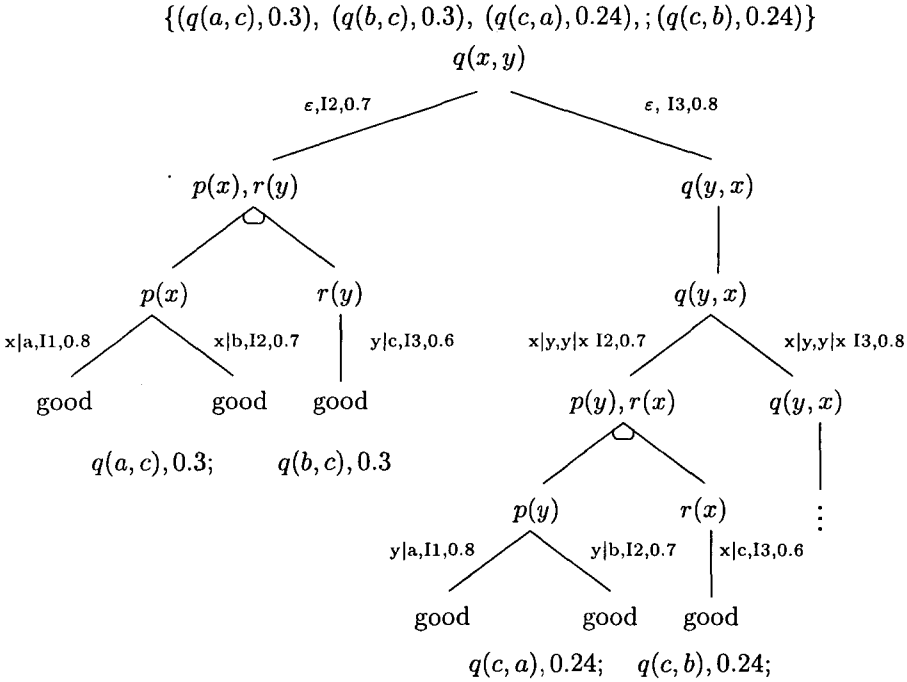 {(q(a, c), 0.3), (q(b, c), 0.3), (q(c, a), 0.24), ; (q(c, b), 0.24)}
q(x, y)
ε,I2,0.7 ε, I3,0.8
p(x), r(y) q(y, x)
p(x) r(y) q(y, x)
x|a,I1,0.8 x|b,I2,0.7 y|c,I3,0.6 x|y,y|x I2,0.7 x|y,y|x I3,0.8
good good good p(y), r(x) q(y, x)
q(a, c), 0.3; q(b, c), 0.3
p(y) r(x) ⋮
y|a,I1,0.8 y|b,I2,0.7 x|c,I3,0.6
good good good
q(c, a), 0.24; q(c, b), 0.24;